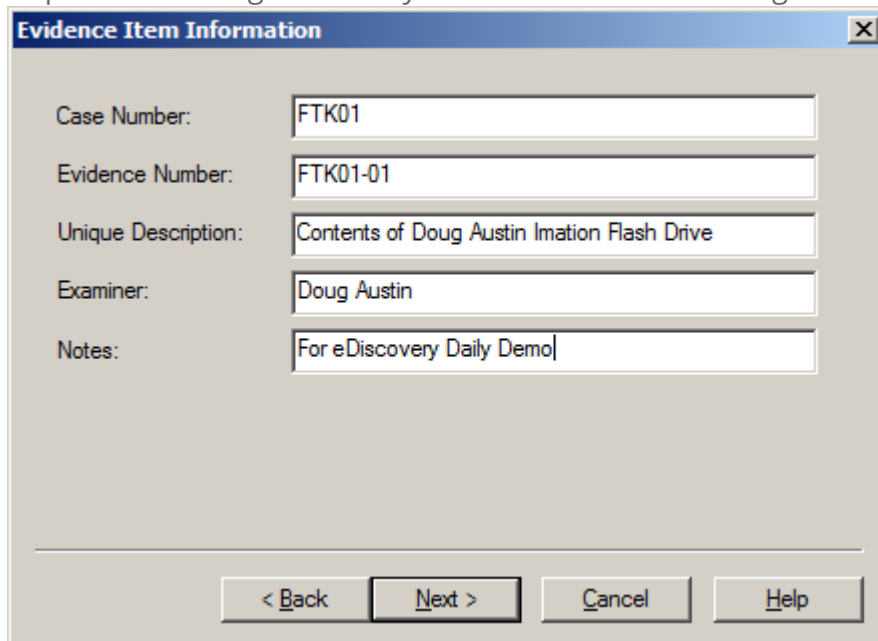 Evidence Item Information
Case Number: FTK01
Evidence Number: FTK01-01
Unique Description: Contents of Doug Austin Imation Flash Drive
Examiner: Doug Austin
Notes: For eDiscovery Daily Demo
< Back Next > Cancel Help